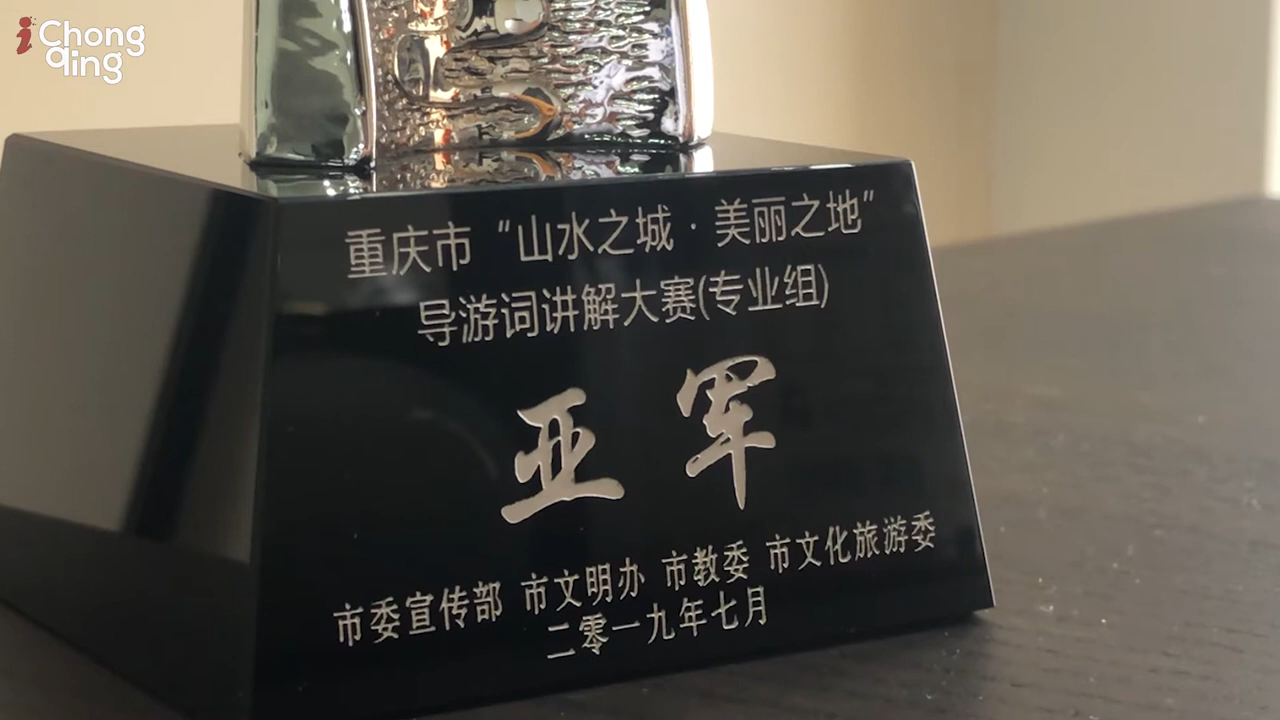 iChong
qing
重庆市“山水之城·美丽之地”
导游词讲解大赛(专业组)
亚军
市委宣传部 市文明办 市教委 市文化旅游委
二零一九年七月